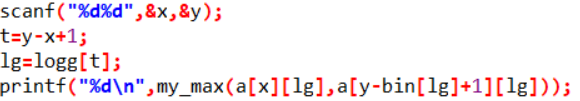 scanf("%d%d",&x,&y);
t=y-x+1;
lg=logg[t];
printf("%d\n",my_max(a[x][lg],a[y-bin[lg]+1][lg]));